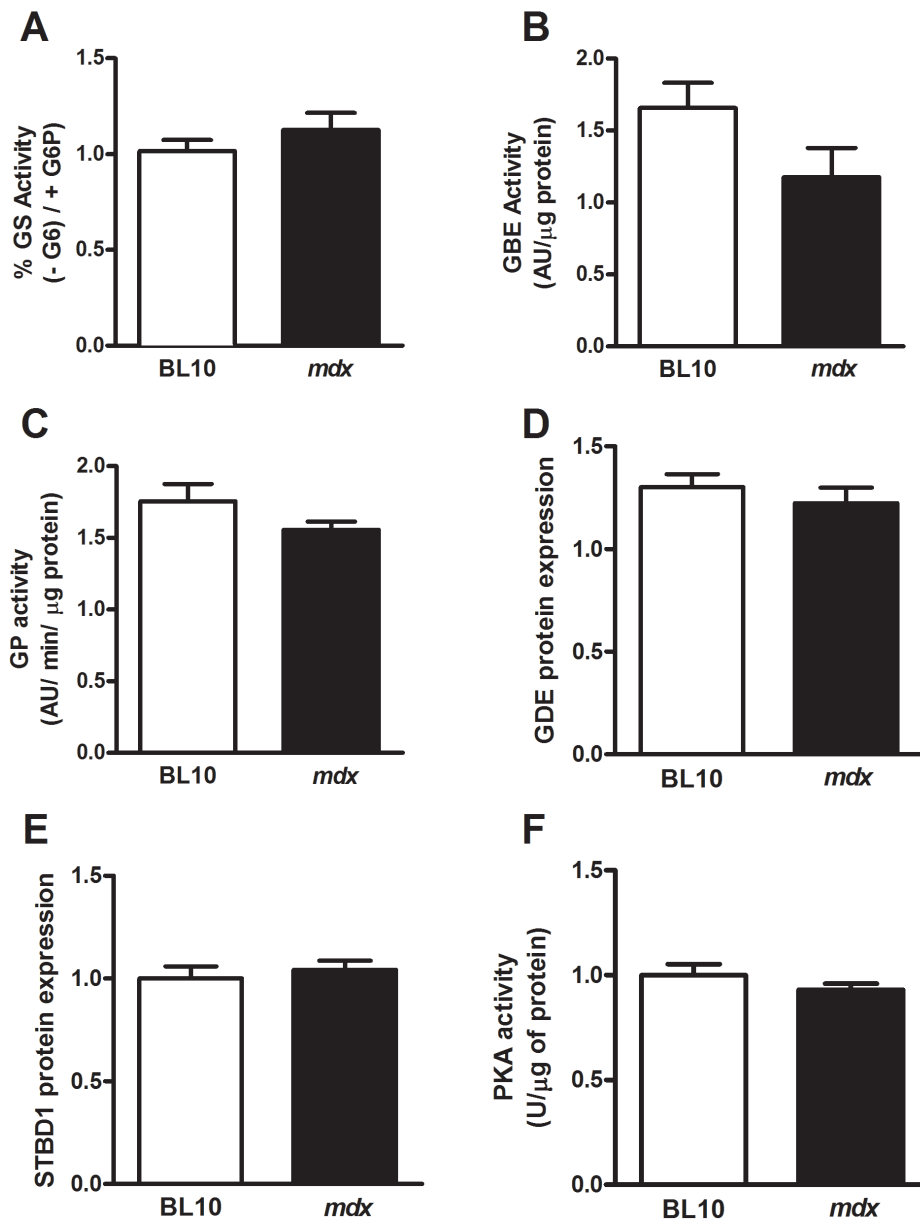 A
% GS Activity
(- G6) / + G6P)
1.5
1.0
0.5
0.0
BL10
mdx
B
GBE Activity
(AU/µg protein)
2.0
1.5
1.0
0.5
0.0
BL10
mdx
C
GP activity
(AU/ min/ µg protein)
2.0
1.5
1.0
0.5
0.0
BL10
mdx
D
GDE protein expression
1.5
1.0
0.5
0.0
BL10
mdx
E
STBD1 protein expression
1.5
1.0
0.5
0.0
BL10
mdx
F
PKA activity
(U/µg of protein)
1.5
1.0
0.5
0.0
BL10
mdx